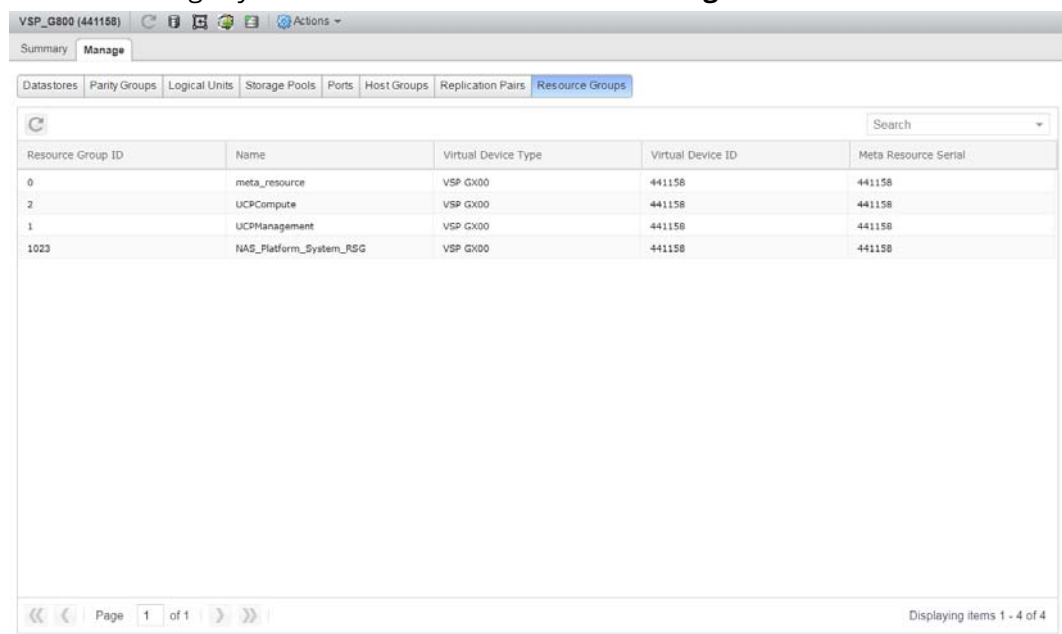 VSP_G800 (441158) Actions
Summary Manage
Datastores Parity Groups Logical Units Storage Pools Ports Host Groups Replication Pairs Resource Groups
Search
Resource Group ID Name Virtual Device Type Virtual Device ID Meta Resource Serial
0 meta_resource VSP GX00 441158 441158
2 UCPCompute VSP GX00 441158 441158
1 UCPManagement VSP GX00 441158 441158
1023 NAS_Platform_System_RSG VSP GX00 441158 441158
Page 1 of 1 Displaying items 1 - 4 of 4